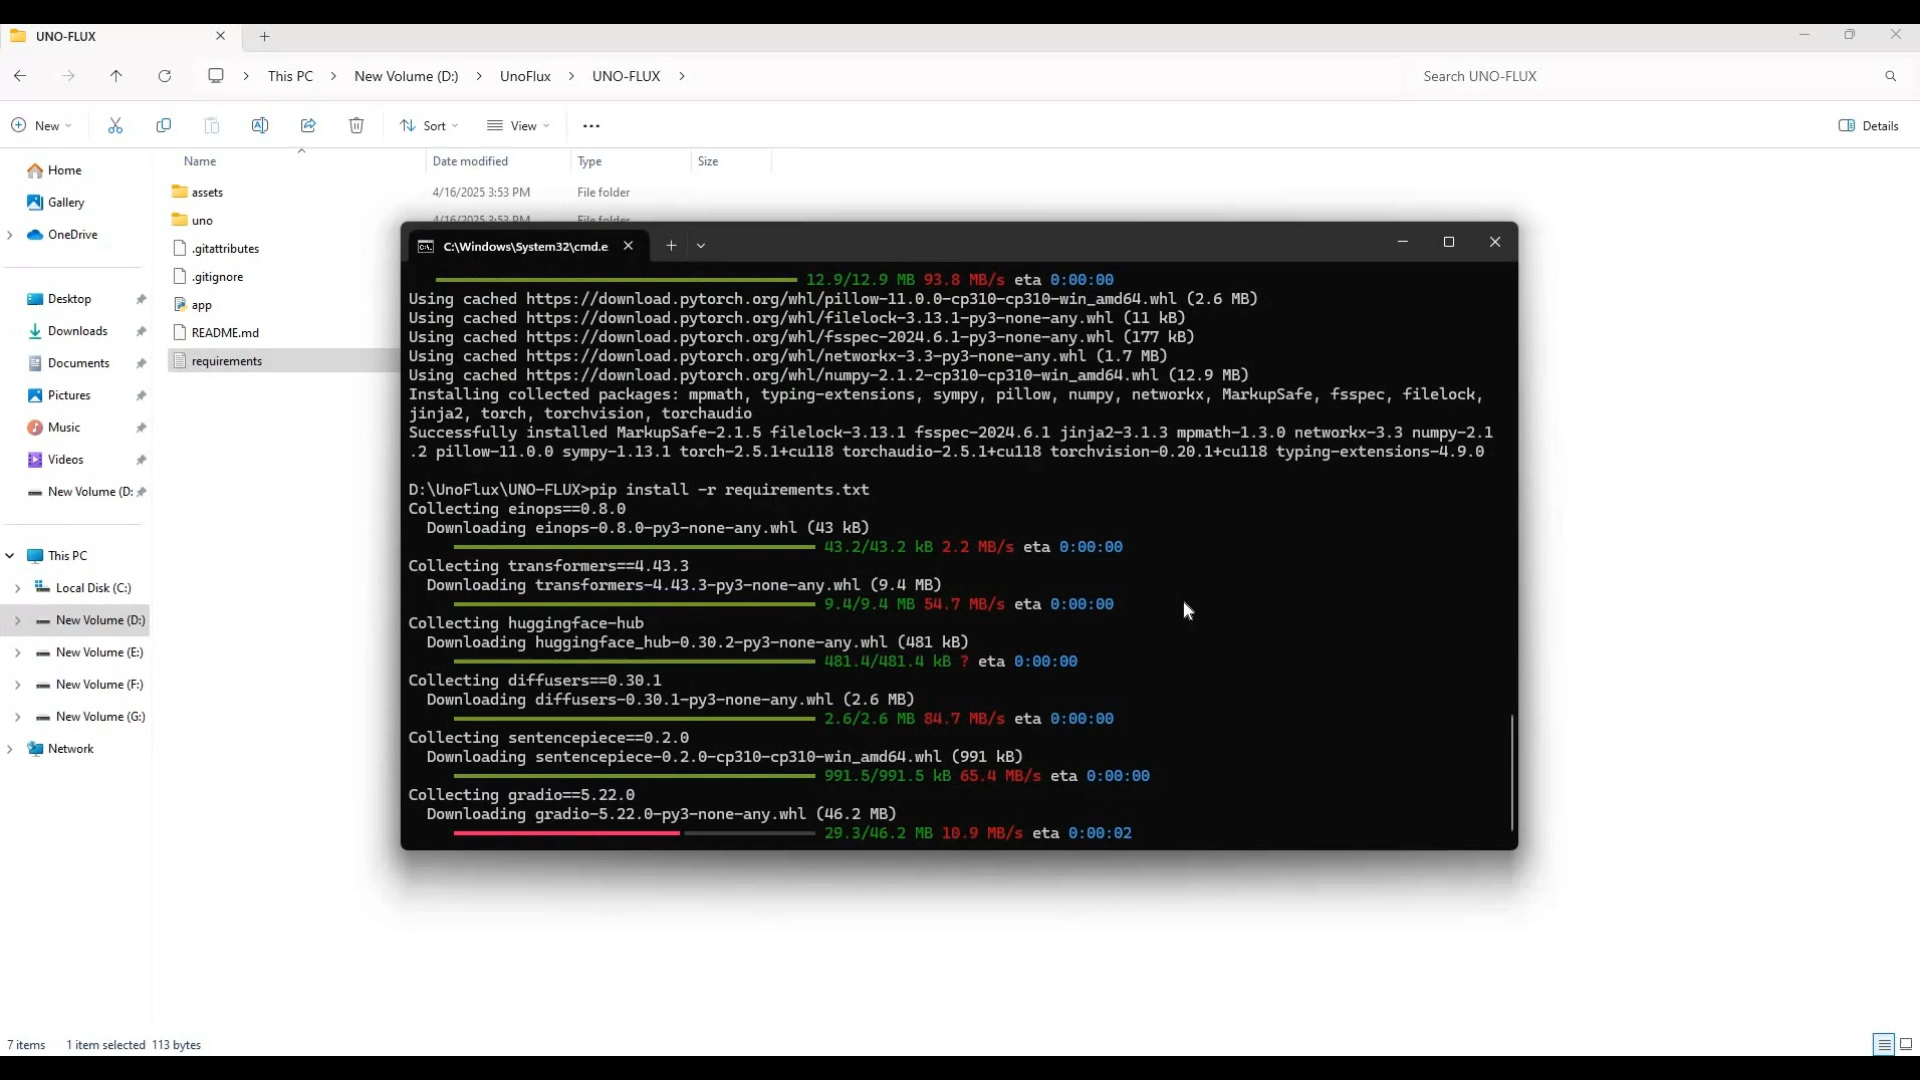 UNO-FLUX
This PC
New Volume (D:)
UnoFlux
UNO-FLUX
Search UNO-FLUX
New
Sort
View
Details
Name
Date modified
Type
Size
Home
Gallery
OneDrive
Desktop
Downloads
Documents
Pictures
Music
Videos
New Volume (D:
This PC
Local Disk (C:)
New Volume (D:)
New Volume (E:)
New Volume (F:)
New Volume (G:)
Network
assets
4/16/2025 3:53 PM
File folder
uno
4/16/2025 3:53 PM
File folder
.gitattributes
.gitignore
app
README.md
requirements
C:\Windows\System32\cmd.e
12.9/12.9 MB 93.8 MB/s eta 0:00:00
Using cached https://download.pytorch.org/whl/pillow-11.0.0-cp310-cp310-win_amd64.whl (2.6 MB)
Using cached https://download.pytorch.org/whl/filelock-3.13.1-py3-none-any.whl (11 kB)
Using cached https://download.pytorch.org/whl/fsspec-2024.6.1-py3-none-any.whl (177 kB)
Using cached https://download.pytorch.org/whl/networkx-3.3-py3-none-any.whl (1.7 MB)
Using cached https://download.pytorch.org/whl/numpy-2.1.2-cp310-cp310-win_amd64.whl (12.9 MB)
Installing collected packages: mpmath, typing-extensions, sympy, pillow, numpy, networkx, MarkupSafe, fsspec, filelock,
jinja2, torch, torchvision, torchaudio
Successfully installed MarkupSafe-2.1.5 filelock-3.13.1 fsspec-2024.6.1 jinja2-3.1.3 mpmath-1.3.0 networkx-3.3 numpy-2.1
.2 pillow-11.0.0 sympy-1.13.1 torch-2.5.1+cu118 torchaudio-2.5.1+cu118 torchvision-0.20.1+cu118 typing-extensions-4.9.0
D:\UnoFlux\UNO-FLUX>pip install -r requirements.txt
Collecting einops==0.8.0
Downloading einops-0.8.0-py3-none-any.whl (43 kB)
43.2/43.2 kB 2.2 MB/s eta 0:00:00
Collecting transformers==4.43.3
Downloading transformers-4.43.3-py3-none-any.whl (9.4 MB)
9.4/9.4 MB 54.7 MB/s eta 0:00:00
Collecting huggingface-hub
Downloading huggingface_hub-0.30.2-py3-none-any.whl (481 kB)
481.4/481.4 kB ? eta 0:00:00
Collecting diffusers==0.30.1
Downloading diffusers-0.30.1-py3-none-any.whl (2.6 MB)
2.6/2.6 MB 84.7 MB/s eta 0:00:00
Collecting sentencepiece==0.2.0
Downloading sentencepiece-0.2.0-cp310-cp310-win_amd64.whl (991 kB)
991.5/991.5 kB 65.4 MB/s eta 0:00:00
Collecting gradio==5.22.0
Downloading gradio-5.22.0-py3-none-any.whl (46.2 MB)
29.3/46.2 MB 10.9 MB/s eta 0:00:02
7 items
1 item selected 113 bytes